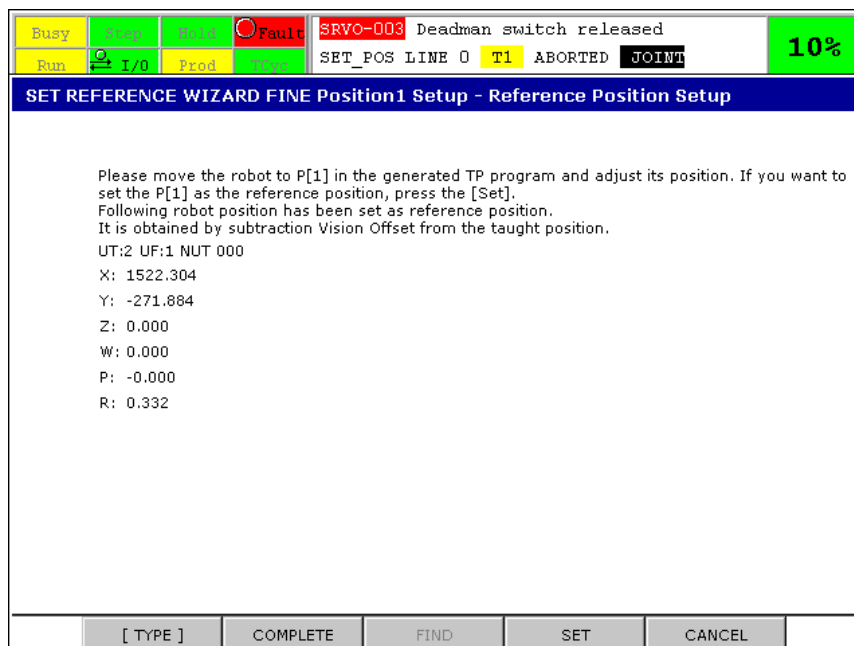 Busy Step Hold Fault SRVO-003 Deadman switch released
Run I/O Prod TCyc SET_POS LINE 0 T1 ABORTED JOINT 10%
SET REFERENCE WIZARD FINE Position1 Setup - Reference Position Setup
Please move the robot to P[1] in the generated TP program and adjust its position. If you want to
set the P[1] as the reference position, press the [Set].
Following robot position has been set as reference position.
It is obtained by subtraction Vision Offset from the taught position.
UT:2 UF:1 NUT 000
X: 1522.304
Y: -271.884
Z: 0.000
W: 0.000
P: -0.000
R: 0.332
[ TYPE ] COMPLETE FIND SET CANCEL